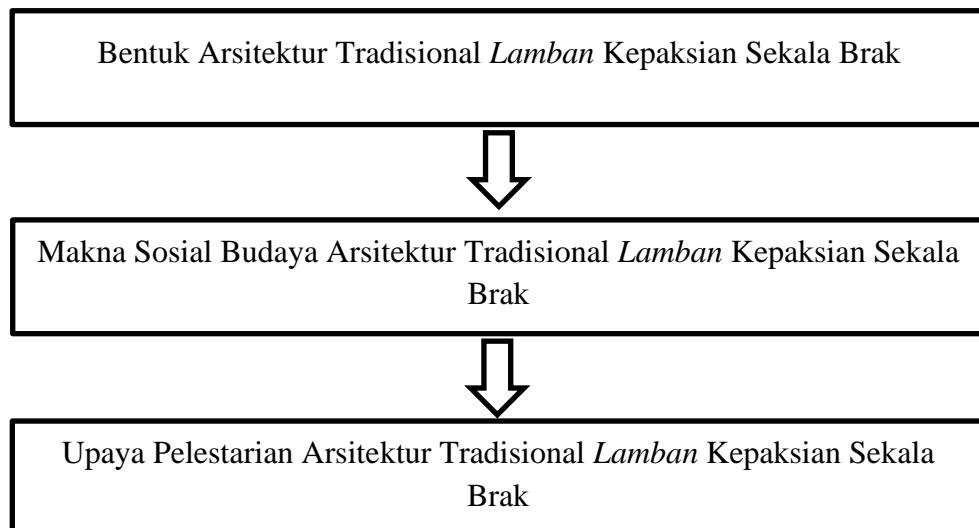 Bentuk Arsitektur Tradisional Lamban Kepaksian Sekala Brak
Makna Sosial Budaya Arsitektur Tradisional Lamban Kepaksian Sekala
Brak
Upaya Pelestarian Arsitektur Tradisional Lamban Kepaksian Sekala
Brak